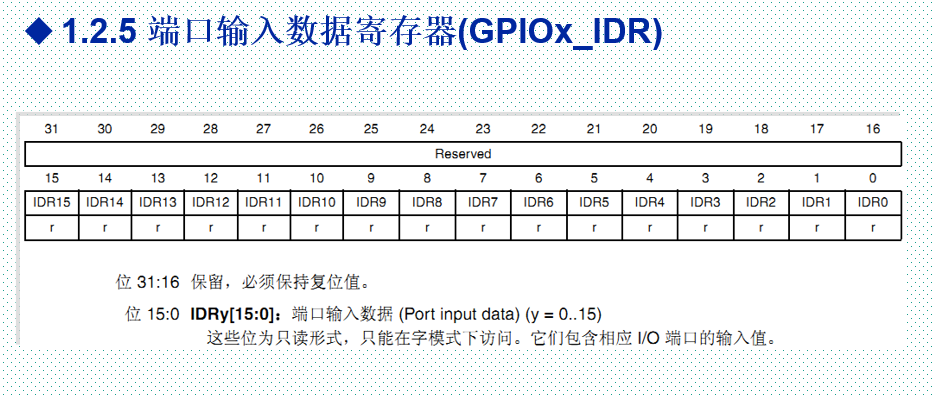 ◆ 1.2.5 端口输入数据寄存器(GPIOx_IDR)
31 30 29 28 27 26 25 24 23 22 21 20 19 18 17 16
Reserved
15 14 13 12 11 10 9 8 7 6 5 4 3 2 1 0
IDR15 IDR14 IDR13 IDR12 IDR11 IDR10 IDR9 IDR8 IDR7 IDR6 IDR5 IDR4 IDR3 IDR2 IDR1 IDR0
r r r r r r r r r r r r r r r r
位 31:16 保留，必须保持复位值。
位 15:0 IDRy[15:0]：端口输入数据 (Port input data) (y = 0..15)
这些位为只读形式，只能在字模式下访问。它们包含相应 I/O 端口的输入值。